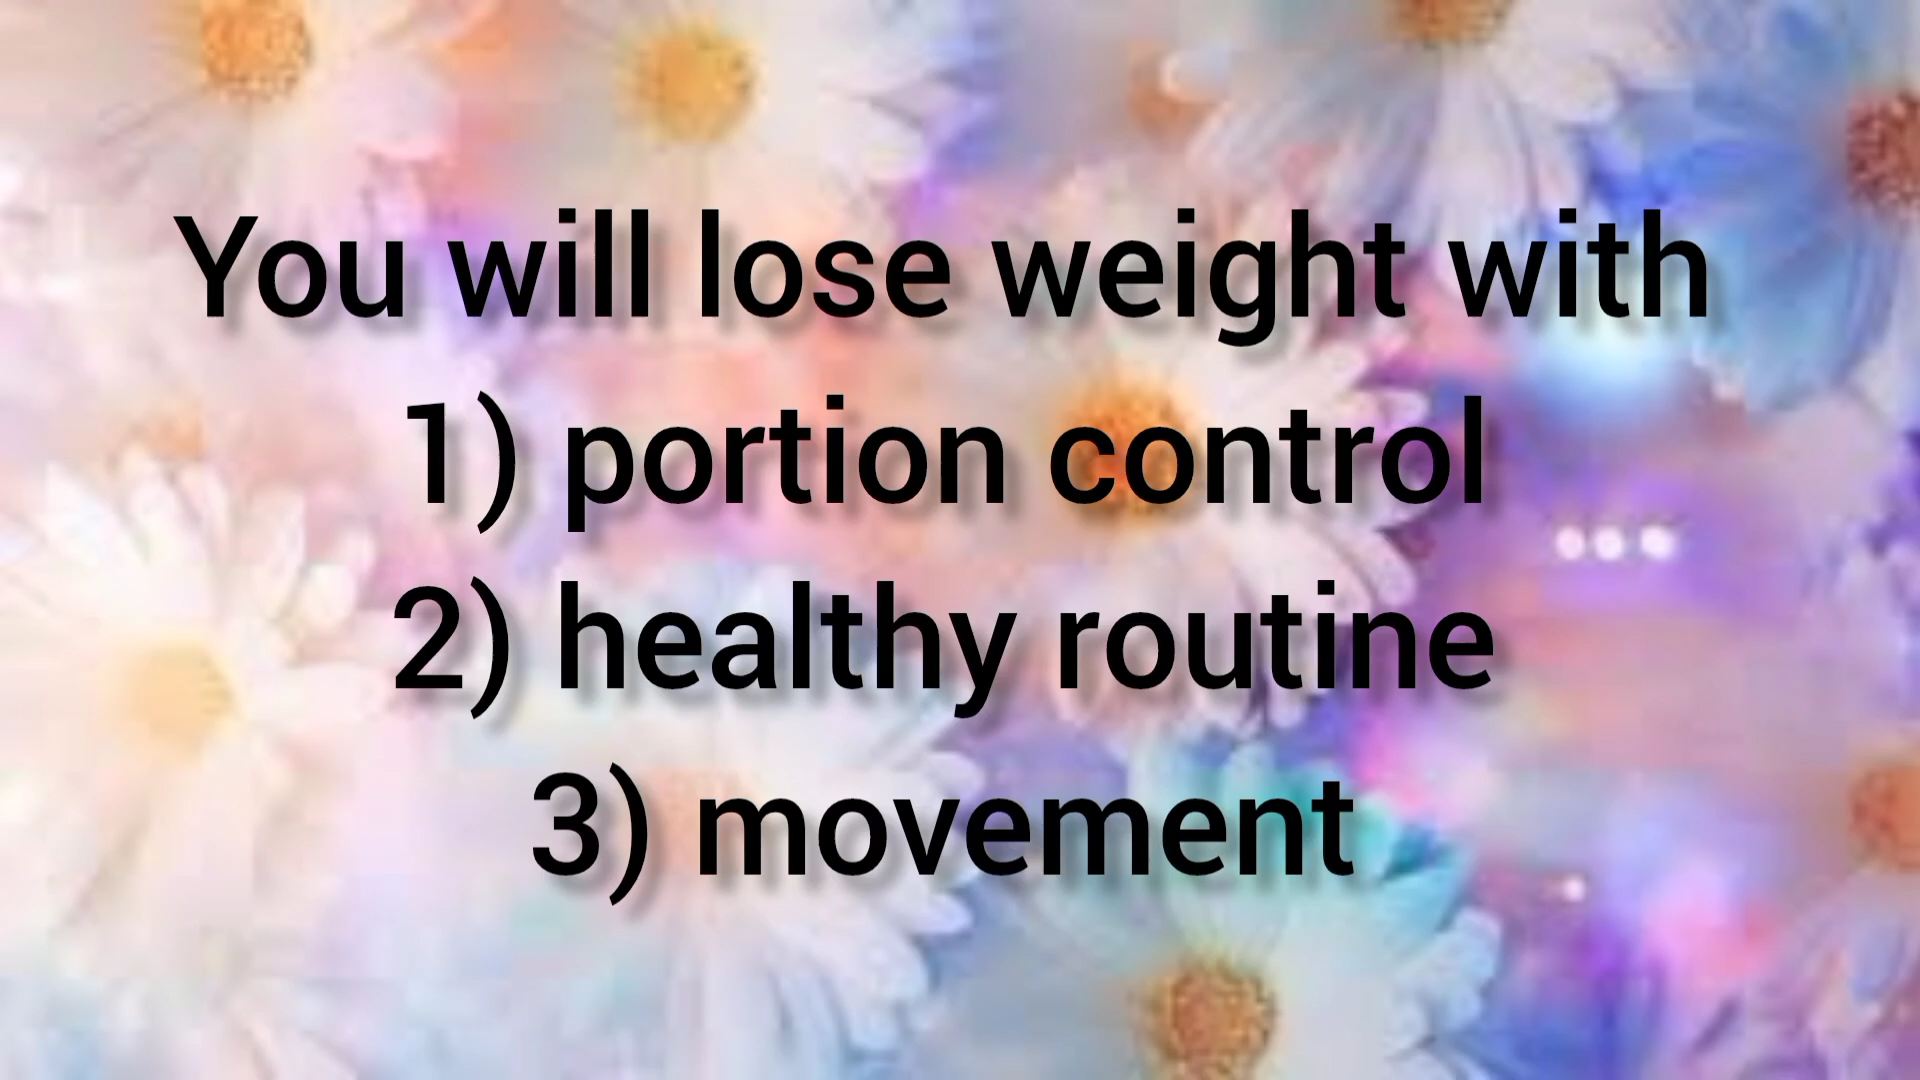 You will lose weight with
1) portion control
2) healthy routine
3) movement